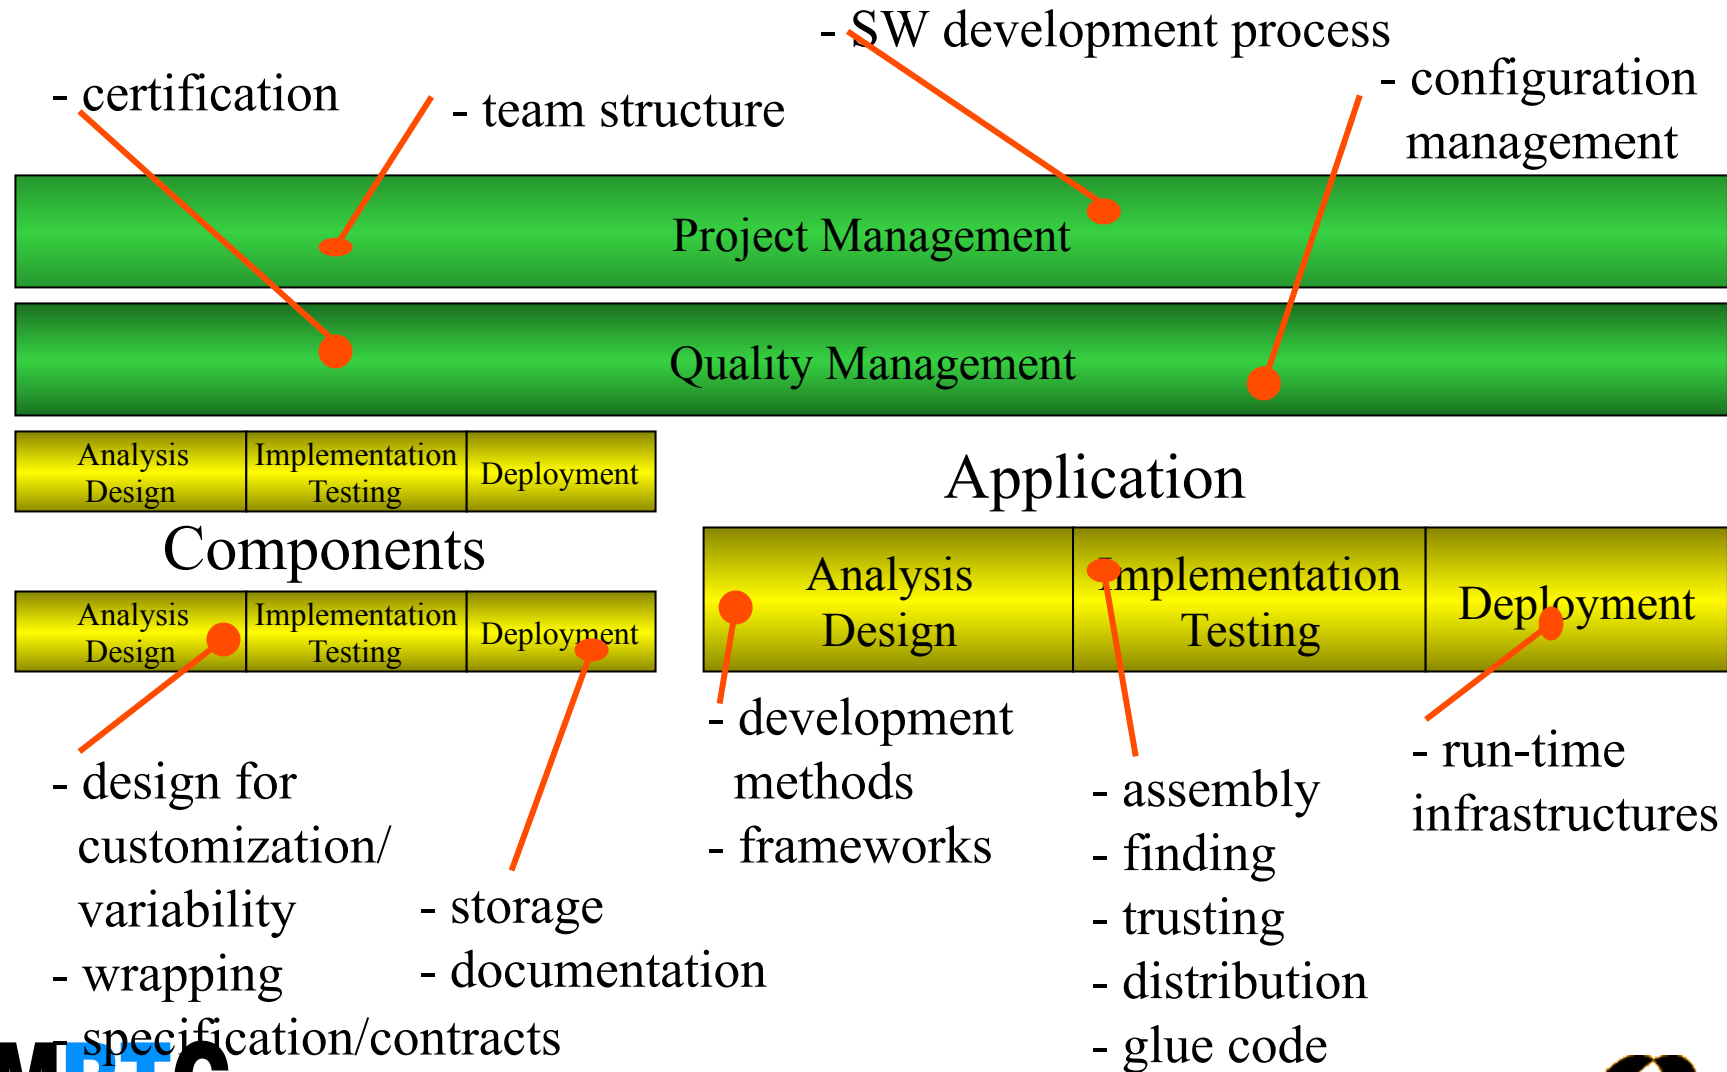 - SW development process
- certification
- team structure
- configuration
management
Project Management
Quality Management
Analysis
Design
Implementation
Testing
Deployment
Application
Components
Analysis
Design
Implementation
Testing
Deployment
Analysis
Design
Implementation
Testing
Deployment
- design for
customization/
variability
- wrapping
- specification/contracts
- storage
- documentation
- development
methods
- frameworks
- assembly
- finding
- trusting
- distribution
- glue code
- run-time
infrastructures